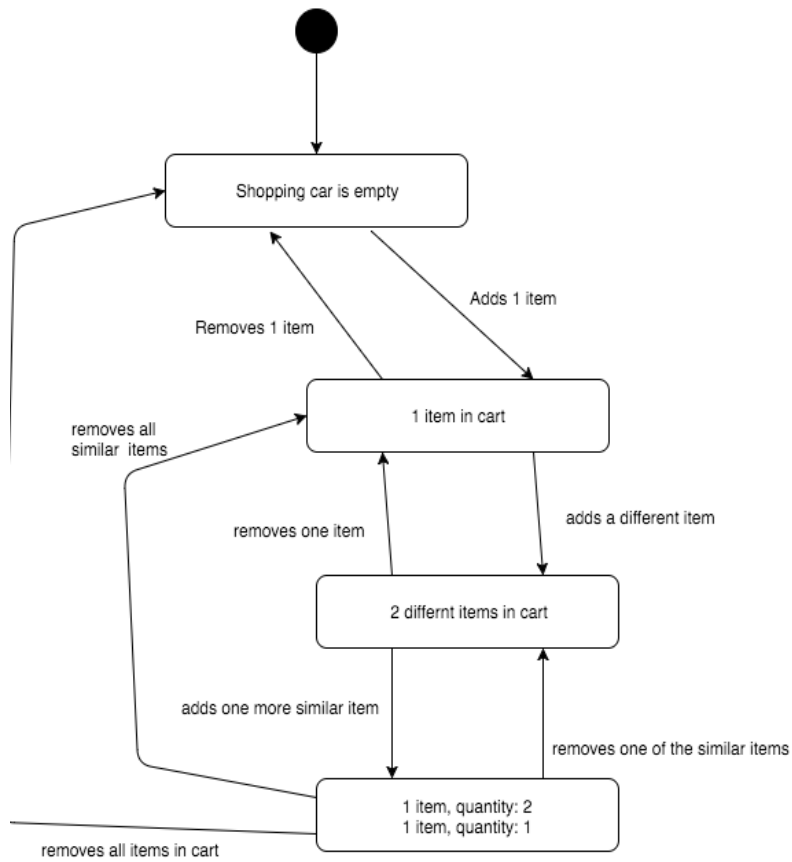 Shopping car is empty
Adds 1 item
Removes 1 item
1 item in cart
removes all
similar items
adds a different item
removes one item
2 differnt items in cart
adds one more similar item
removes one of the similar items
1 item, quantity: 2
1 item, quantity: 1
removes all items in cart